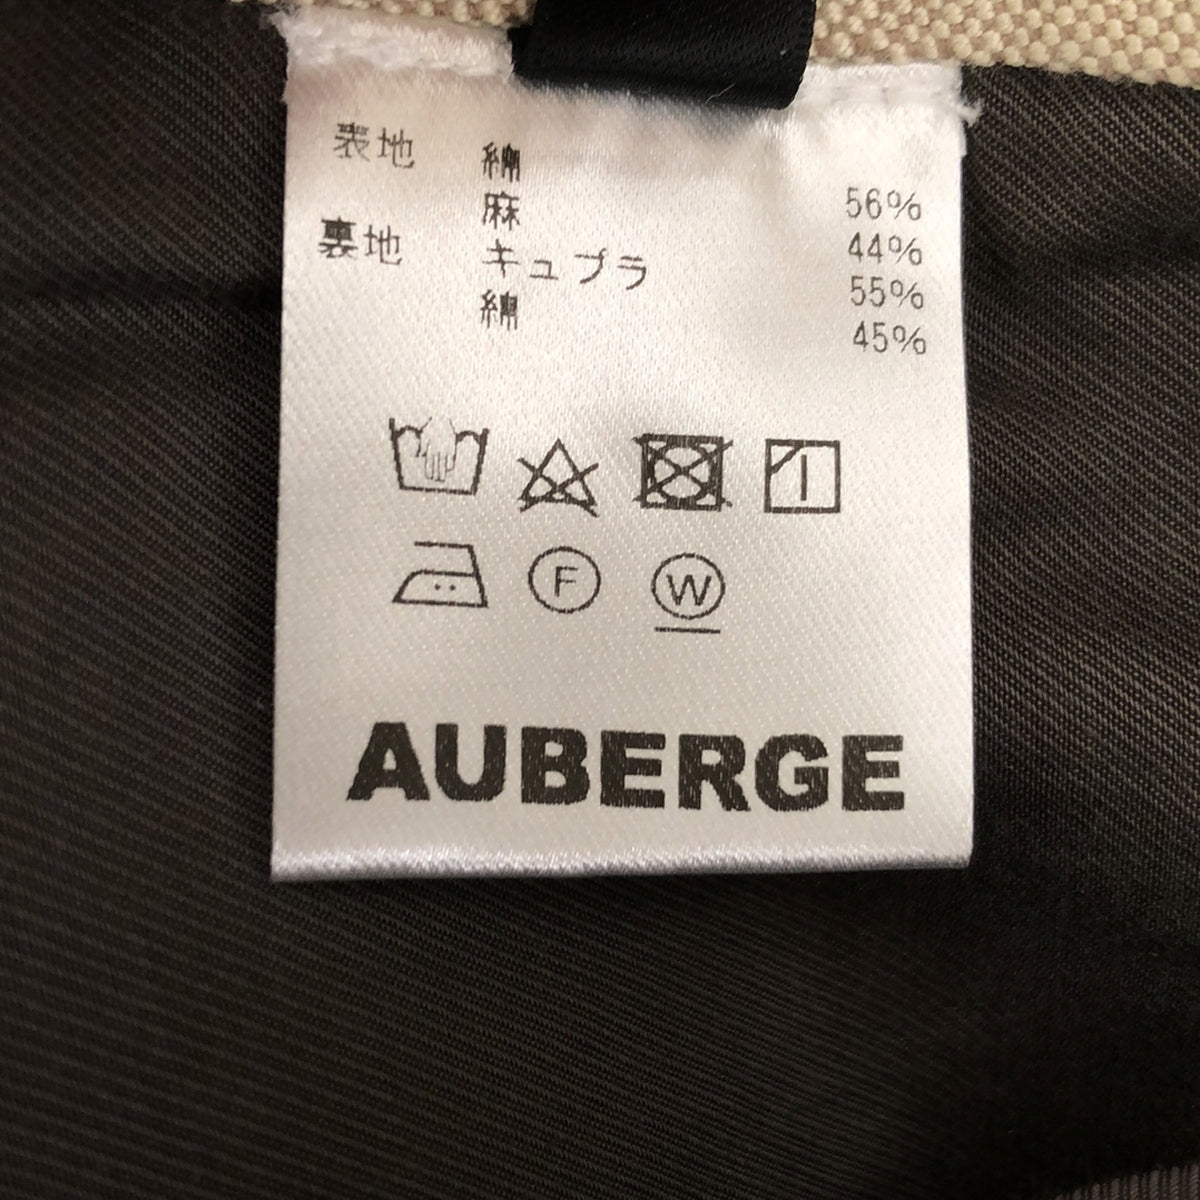 表地 綿 56%
麻 44%
裏地 キュプラ 55%
綿 45%
F W
AUBERGE